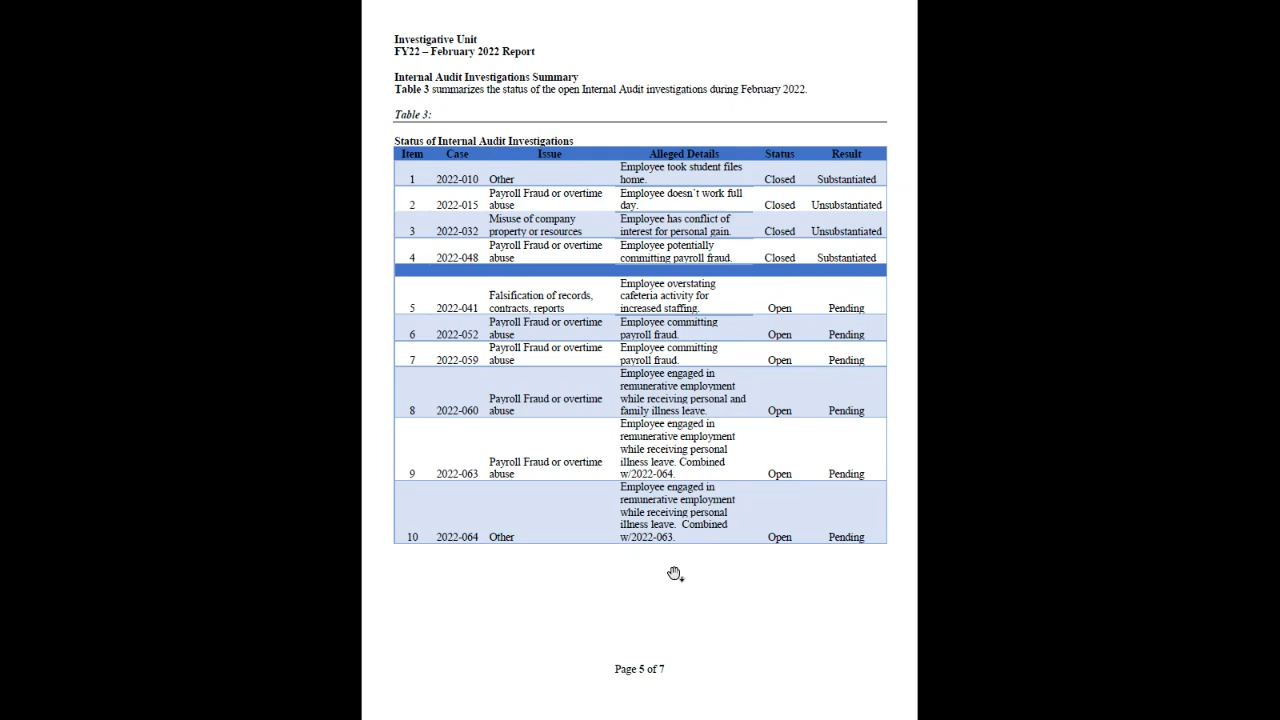 Investigative Unit
FY22 – February 2022 Report
Internal Audit Investigations Summary
Table 3 summarizes the status of the open Internal Audit investigations during February 2022.
Table 3:
Status of Internal Audit Investigations
Item Case Issue Alleged Details Status Result
Employee took student files
1 2022-010 Other home. Closed Substantiated
Payroll Fraud or overtime Employee doesn’t work full
2 2022-015 abuse day. Closed Unsubstantiated
Misuse of company Employee has conflict of
3 2022-032 property or resources interest for personal gain. Closed Unsubstantiated
Payroll Fraud or overtime Employee potentially
4 2022-048 abuse committing payroll fraud. Closed Substantiated
Employee overstating
Falsification of records, cafeteria activity for
5 2022-041 contracts, reports increased staffing. Open Pending
Payroll Fraud or overtime Employee committing
6 2022-052 abuse payroll fraud. Open Pending
Payroll Fraud or overtime Employee committing
7 2022-059 abuse payroll fraud. Open Pending
Employee engaged in
remunerative employment
Payroll Fraud or overtime while receiving personal and
8 2022-060 abuse family illness leave. Open Pending
Employee engaged in
remunerative employment
while receiving personal
Payroll Fraud or overtime illness leave. Combined
9 2022-063 abuse w/2022-064. Open Pending
Employee engaged in
remunerative employment
while receiving personal
illness leave. Combined
10 2022-064 Other w/2022-063. Open Pending
Page 5 of 7